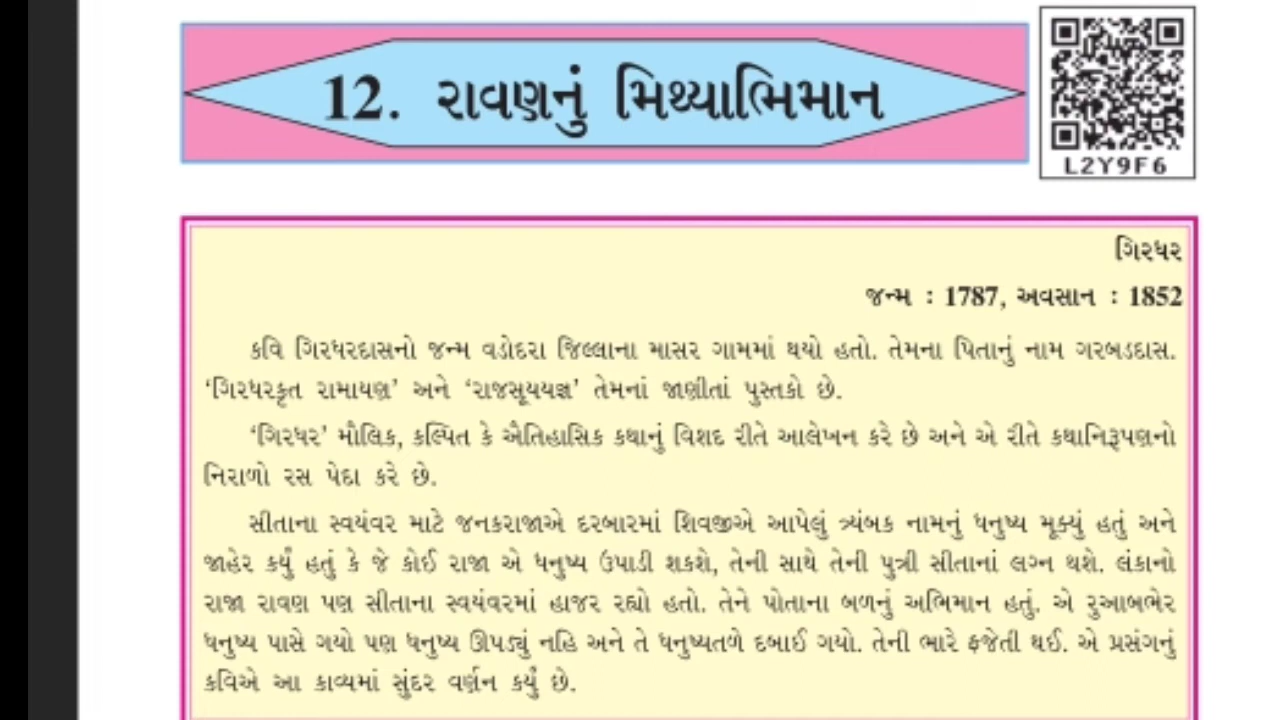 12. રાવણનું મિથ્યાભિમાન
L2Y9F6
ગિરધર
જન્મ : 1787, અવસાન : 1852
કવિ ગિરધરદાસનો જન્મ વડોદરા જિલ્લાના માસર ગામમાં થયો હતો. તેમના પિતાનું નામ ગરબડદાસ.
‘ગિરધરકૃત રામાયણ’ અને ‘રાજસૂયયજ્ઞ’ તેમનાં જાણીતાં પુસ્તકો છે.
‘ગિરધર’ મૌલિક, કલ્પિત કે ઐતિહાસિક કથાનું વિશદ રીતે આલેખન કરે છે અને એ રીતે કથાનિરૂપણનો
નિરાળો રસ પેદા કરે છે.
સીતાના સ્વયંવર માટે જનકરાજાએ દરબારમાં શિવજીએ આપેલું ત્ર્યંબક નામનું ધનુષ્ય મૂક્યું હતું અને
જાહેર કર્યું હતું કે જે કોઈ રાજા એ ધનુષ્ય ઉપાડી શકશે, તેની સાથે તેની પુત્રી સીતાનાં લગ્ન થશે. લંકાનો
રાજા રાવણ પણ સીતાના સ્વયંવરમાં હાજર રહ્યો હતો. તેને પોતાના બળનું અભિમાન હતું. એ રુઆબભેર
ધનુષ્ય પાસે ગયો પણ ધનુષ્ય ઊપડ્યું નહિ અને તે ધનુષ્યતળે દબાઈ ગયો. તેની ભારે ફજેતી થઈ. એ પ્રસંગનું
કવિએ આ કાવ્યમાં સુંદર વર્ણન કર્યું છે.